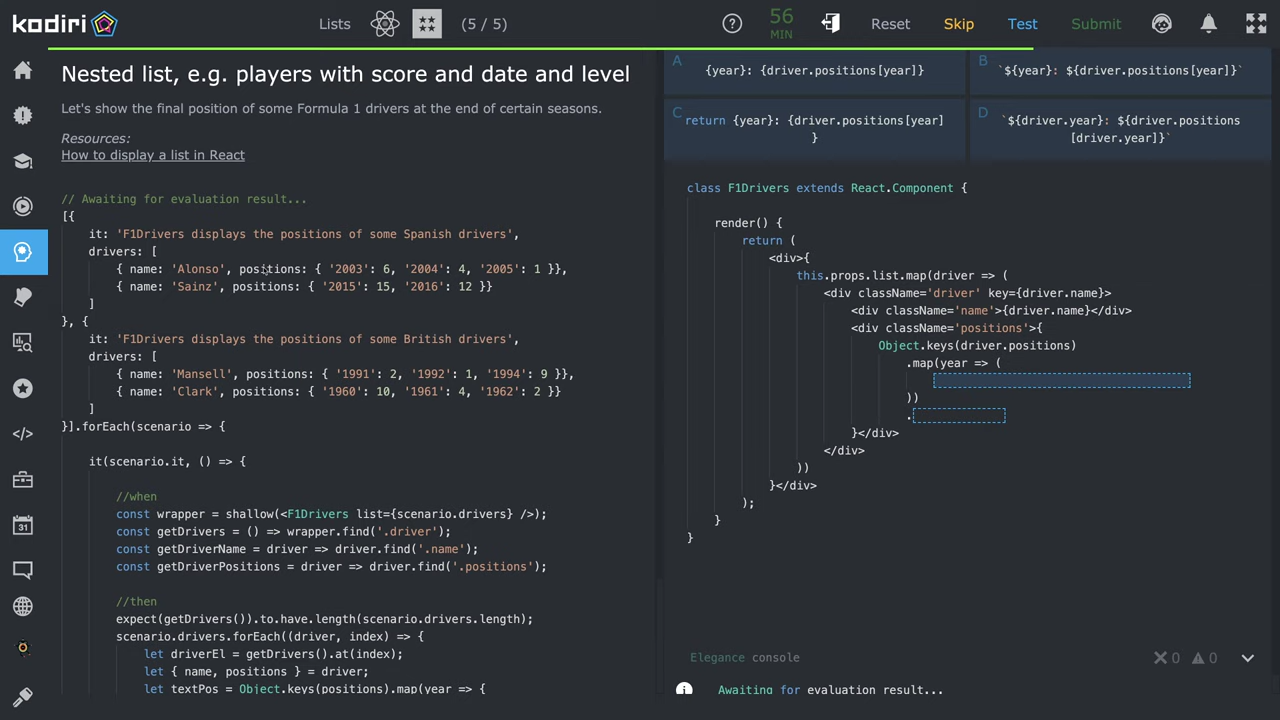 kodiri
Lists
(5 / 5)
56
MIN
Reset
Skip
Test
Submit
Nested list, e.g. players with score and date and level
Let's show the final position of some Formula 1 drivers at the end of certain seasons.
Resources:
How to display a list in React
// Awaiting for evaluation result...
[{
it: 'F1Drivers displays the positions of some Spanish drivers',
drivers: [
{ name: 'Alonso', positions: { '2003': 6, '2004': 4, '2005': 1 }},
{ name: 'Sainz', positions: { '2015': 15, '2016': 12 }}
]
}, {
it: 'F1Drivers displays the positions of some British drivers',
drivers: [
{ name: 'Mansell', positions: { '1991': 2, '1992': 1, '1994': 9 }},
{ name: 'Clark', positions: { '1960': 10, '1961': 4, '1962': 2 }}
]
}].forEach(scenario => {
it(scenario.it, () => {
//when
const wrapper = shallow(<F1Drivers list={scenario.drivers} />);
const getDrivers = () => wrapper.find('.driver');
const getDriverName = driver => driver.find('.name');
const getDriverPositions = driver => driver.find('.positions');
//then
expect(getDrivers()).to.have.length(scenario.drivers.length);
scenario.drivers.forEach((driver, index) => {
let driverEl = getDrivers().at(index);
let { name, positions } = driver;
let textPos = Object.keys(positions).map(year => {
31
</>
A
{year}: {driver.positions[year]}
B
`${year}: ${driver.positions[year]}`
C
return {year}: {driver.positions[year]
}
D
`${driver.year}: ${driver.positions
[driver.year]}`
class F1Drivers extends React.Component {
render() {
return (
<div>{
this.props.list.map(driver => (
<div className='driver' key={driver.name}>
<div className='name'>{driver.name}</div>
<div className='positions'>{
Object.keys(driver.positions)
.map(year => (
))
.
}</div>
</div>
))
}</div>
);
}
}
Elegance console
0
0
Awaiting for evaluation result...